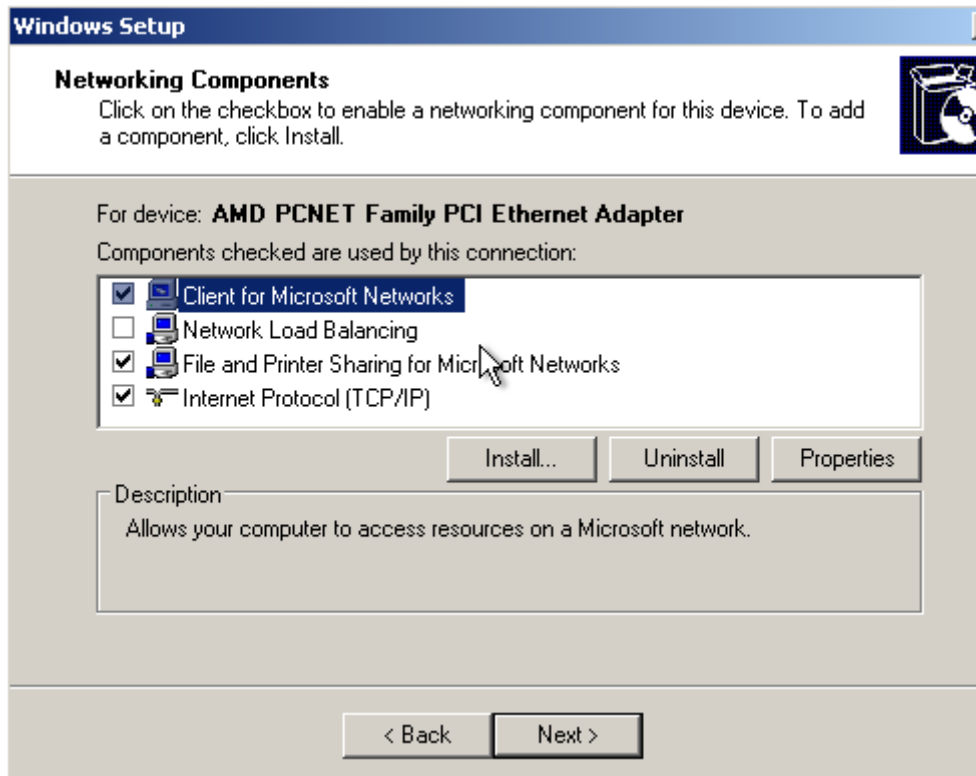 Windows Setup
Networking Components
Click on the checkbox to enable a networking component for this device. To add
a component, click Install.
For device: AMD PCNET Family PCI Ethernet Adapter
Components checked are used by this connection:
Client for Microsoft Networks
Network Load Balancing
File and Printer Sharing for Microsoft Networks
Internet Protocol (TCP/IP)
Install...
Uninstall
Properties
Description
Allows your computer to access resources on a Microsoft network.
< Back
Next >